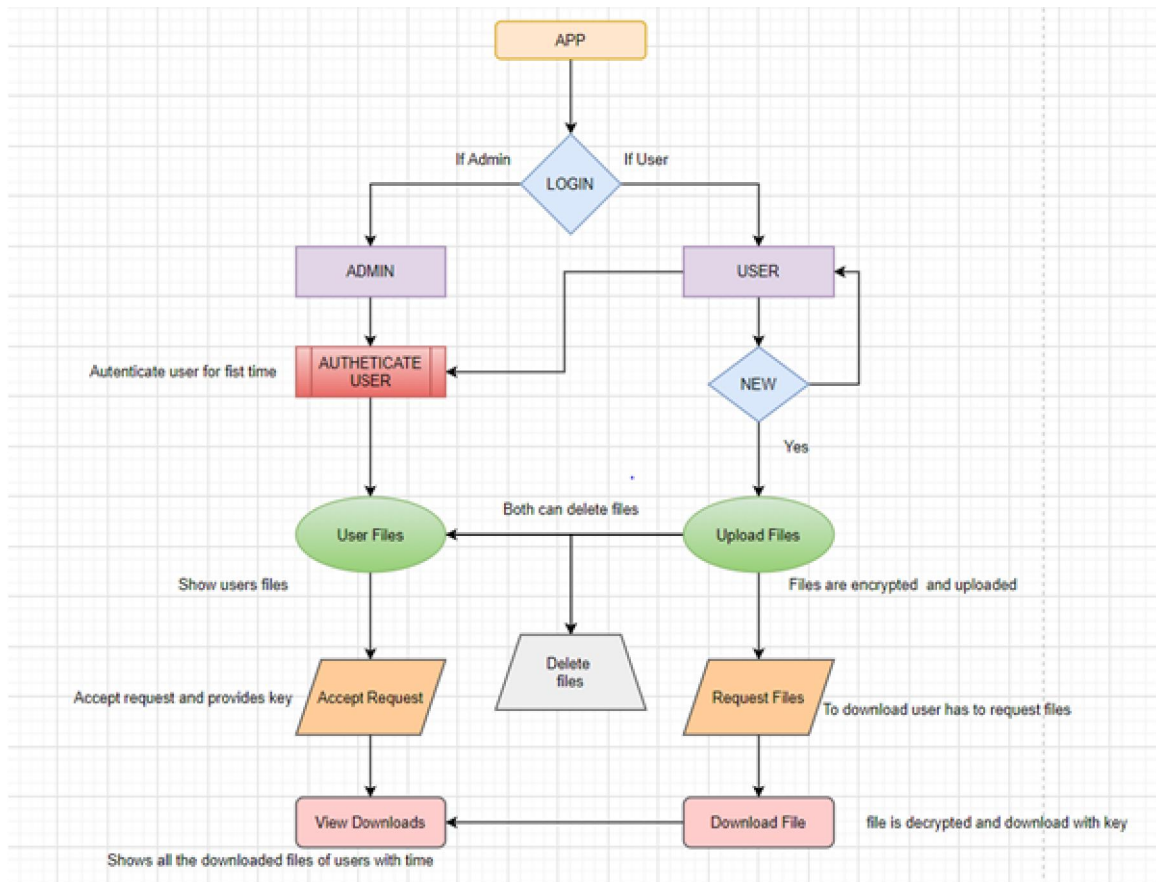 APP
If Admin
If User
LOGIN
ADMIN
USER
Autenticate user for fist time
AUTHETICATE
USER
NEW
Yes
Both can delete files
User Files
Upload Files
Show users files
Files are encrypted and uploaded
Delete
files
Accept request and provides key
Accept Request
Request Files
To download user has to request files
View Downloads
Download File
file is decrypted and download with key
Shows all the downloaded files of users with time